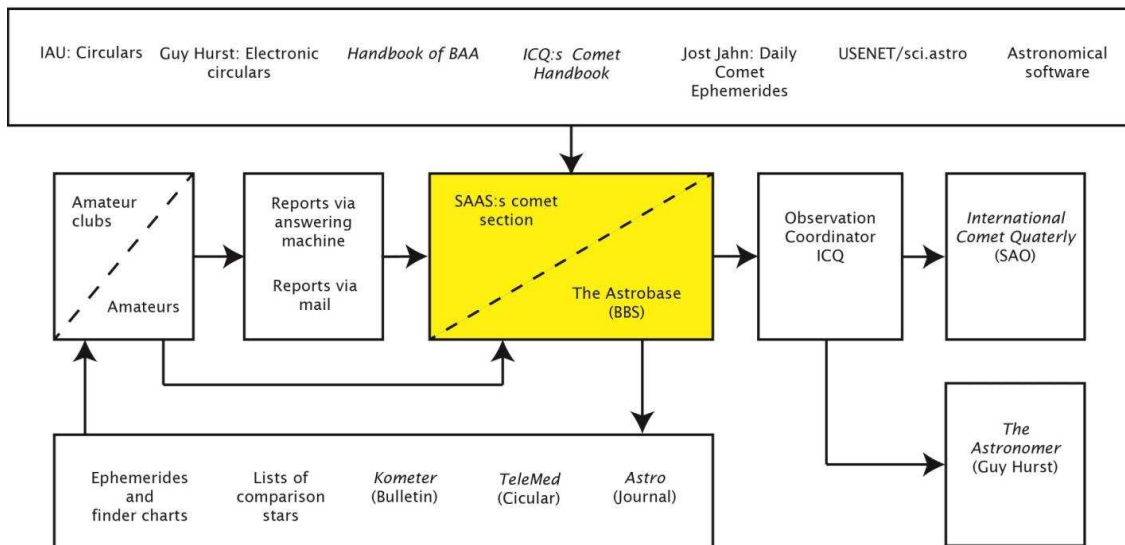 IAU: Circulars
Guy Hurst: Electronic
circulars
Handbook of BAA
ICQ:s Comet
Handbook
Jost Jahn: Daily
Comet
Ephemerides
USENET/sci.astro
Astronomical
software
Amateur
clubs
Amateurs
Reports via
answering
machine
Reports via
mail
SAAS:s comet
section
The Astrobase
(BBS)
Observation
Coordinator
ICQ
International
Comet Quaterly
(SAO)
The
Astronomer
(Guy Hurst)
Ephemerides
and
finder charts
Lists of
comparison
stars
Kometer
(Bulletin)
TeleMed
(Cicular)
Astro
(Journal)